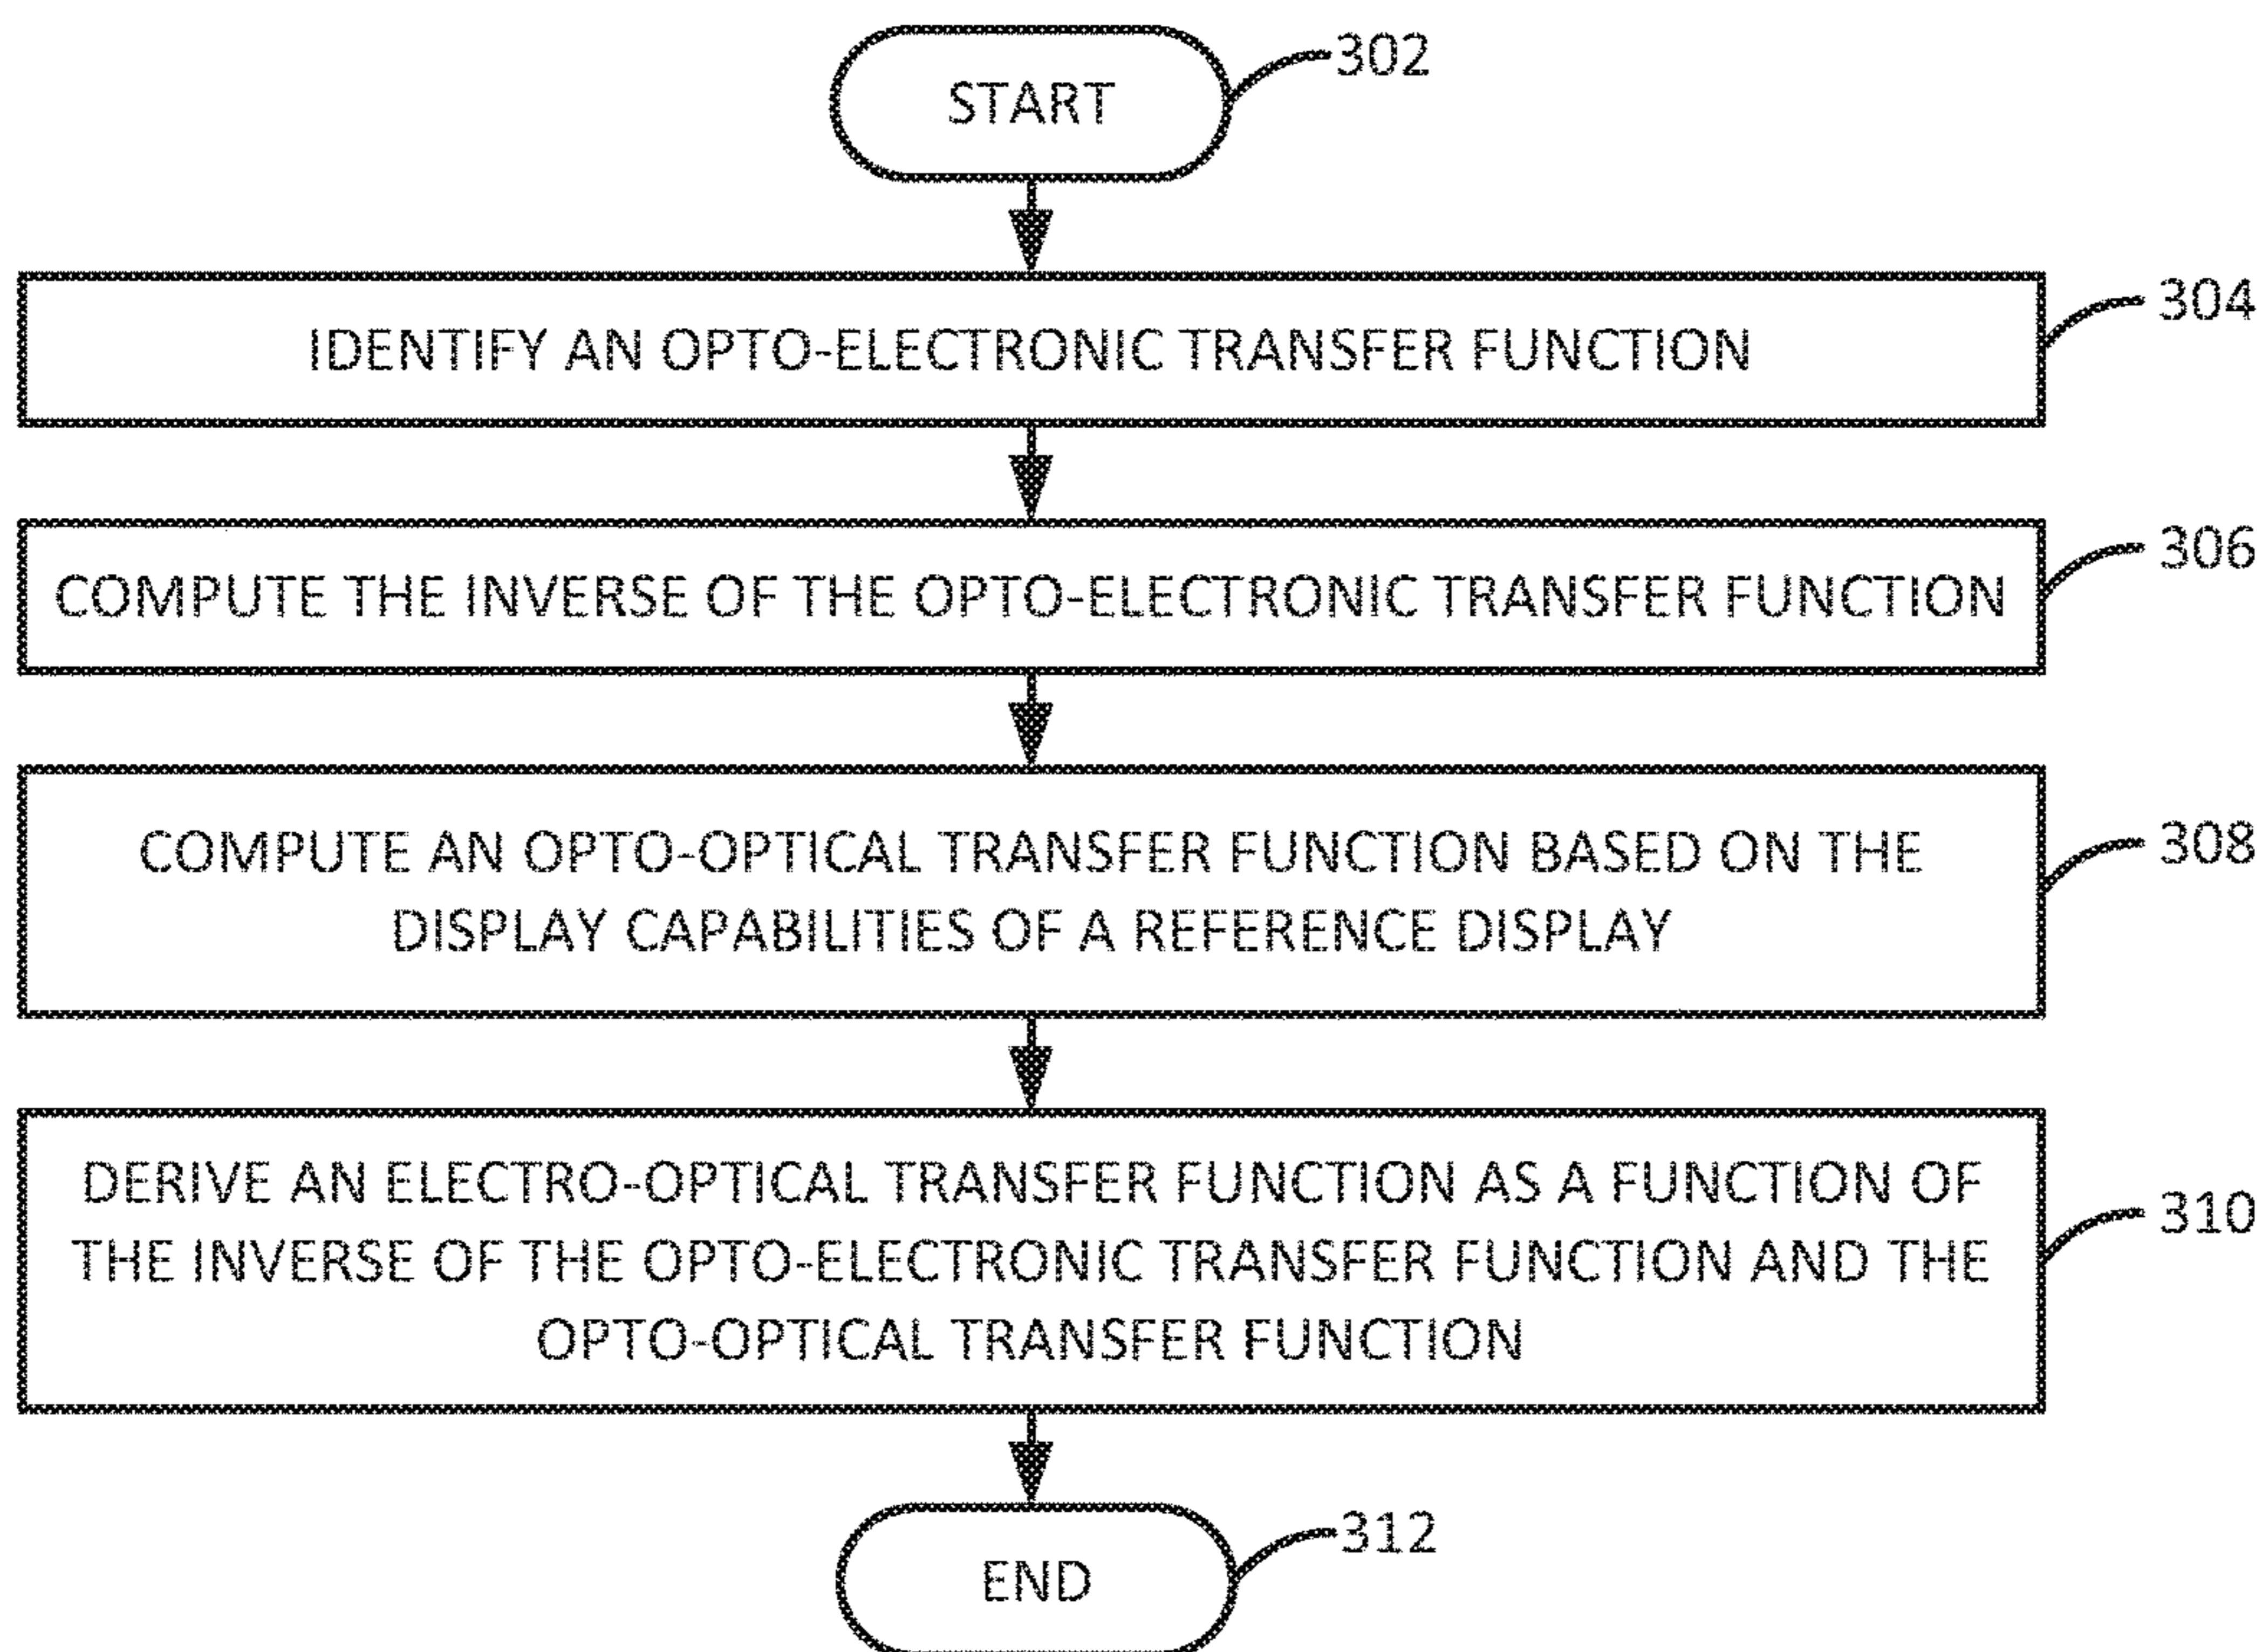 START
302
IDENTIFY AN OPTO-ELECTRONIC TRANSFER FUNCTION
304
COMPUTE THE INVERSE OF THE OPTO-ELECTRONIC TRANSFER FUNCTION
306
COMPUTE AN OPTO-OPTICAL TRANSFER FUNCTION BASED ON THE
DISPLAY CAPABILITIES OF A REFERENCE DISPLAY
308
DERIVE AN ELECTRO-OPTICAL TRANSFER FUNCTION AS A FUNCTION OF
THE INVERSE OF THE OPTO-ELECTRONIC TRANSFER FUNCTION AND THE
OPTO-OPTICAL TRANSFER FUNCTION
310
END
312